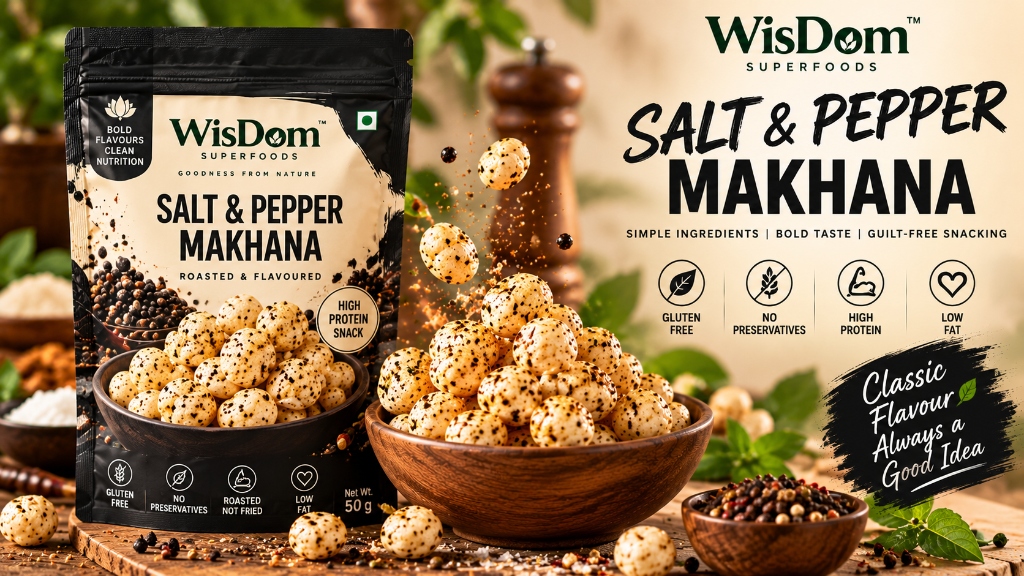 BOLD
FLAVOURS
CLEAN
NUTRITION
WisDom™
SUPERFOODS
GOODNESS FROM NATURE
SALT & PEPPER
MAKHANA
ROASTED & FLAVOURED
HIGH
PROTEIN
SNACK
GLUTEN
FREE
NO
PRESERVATIVES
ROASTED
NOT FRIED
LOW
FAT
Net Wt.
50 g
WisDom™
SUPERFOODS
SALT & PEPPER
MAKHANA
SIMPLE INGREDIENTS | BOLD TASTE | GUILT-FREE SNACKING
GLUTEN
FREE
NO
PRESERVATIVES
HIGH
PROTEIN
LOW
FAT
Classic
Flavour
Always a
Good Idea